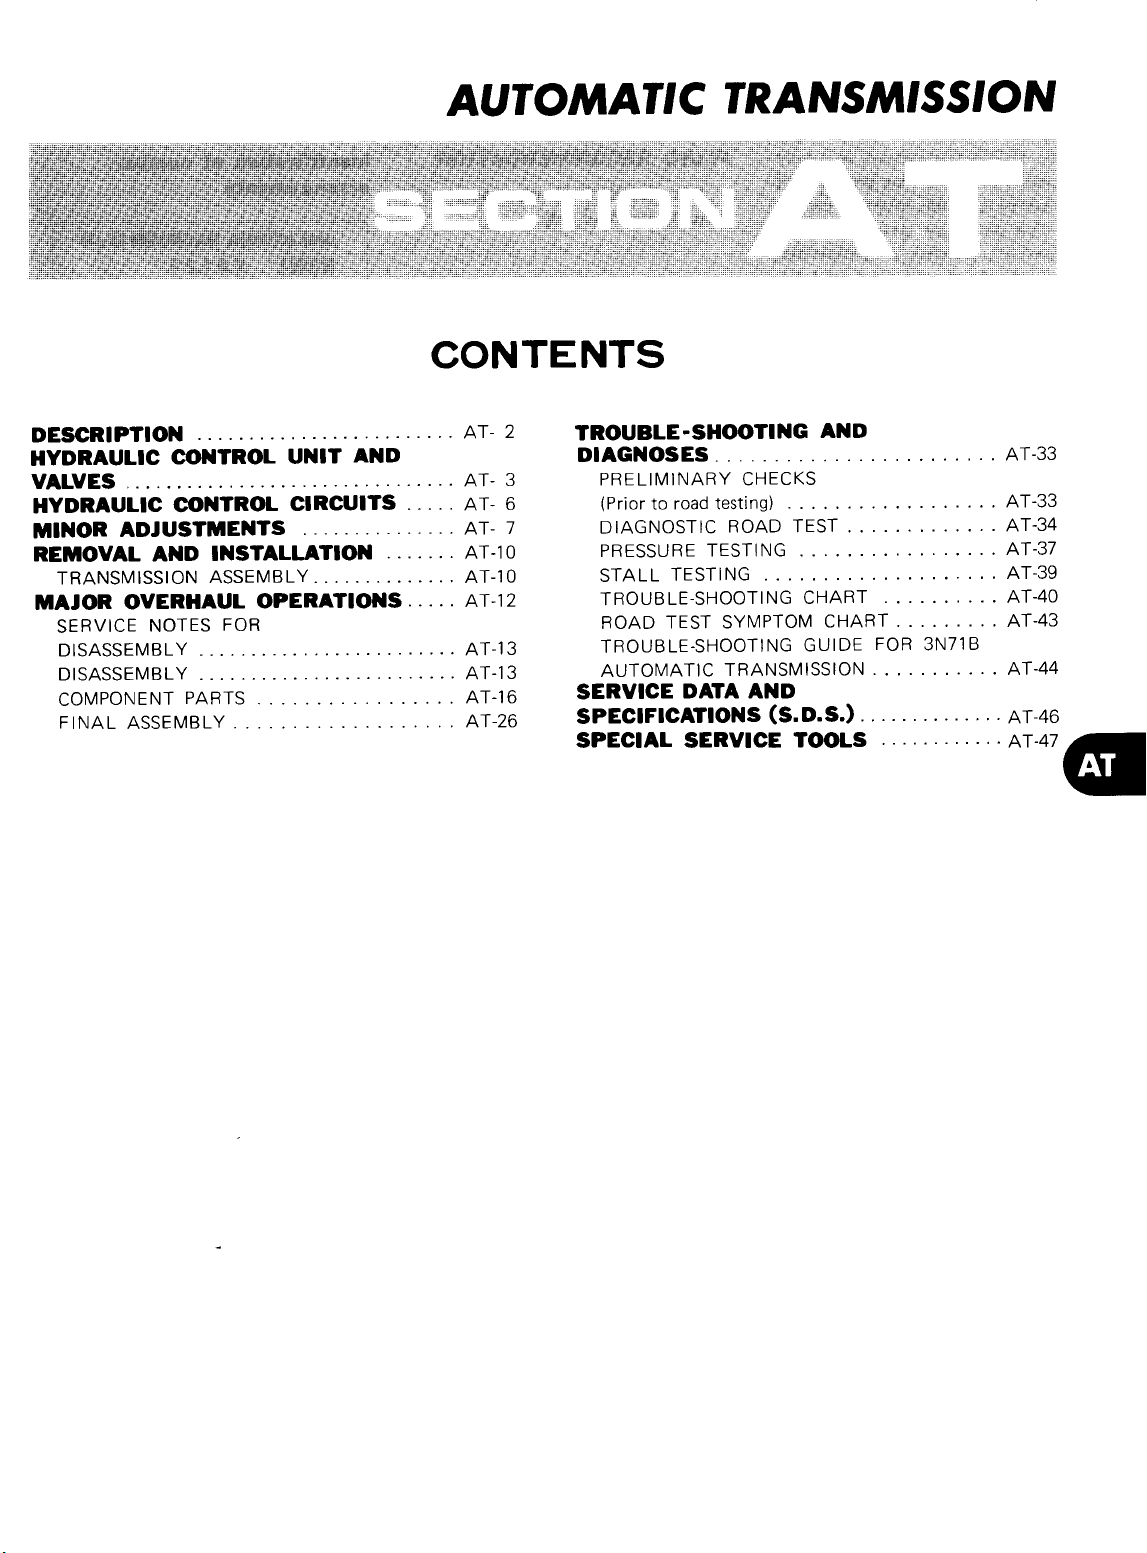 AUTOMATIC TRANSMISSION
SECTION AT
CONTENTS
DESCRIPTION ......................... AT- 2
HYDRAULIC CONTROL UNIT AND
VALVES ................................ AT- 3
HYDRAULIC CONTROL CIRCUITS ..... AT- 6
MINOR ADJUSTMENTS ............... AT- 7
REMOVAL AND INSTALLATION ....... AT-10
TRANSMISSION ASSEMBLY.............. AT-10
MAJOR OVERHAUL OPERATIONS..... AT-12
SERVICE NOTES FOR
DISASSEMBLY ......................... AT-13
DISASSEMBLY ......................... AT-13
COMPONENT PARTS ................. AT-16
FINAL ASSEMBLY................... AT-26
TROUBLE-SHOOTING AND
DIAGNOSES........................ AT-33
PRELIMINARY CHECKS
(Prior to road testing) .................. AT-33
DIAGNOSTIC ROAD TEST ............. AT-34
PRESSURE TESTING ................. AT-37
STALL TESTING .................... AT-39
TROUBLE-SHOOTING CHART .......... AT-40
ROAD TEST SYMPTOM CHART......... AT-43
TROUBLE-SHOOTING GUIDE FOR 3N71B
AUTOMATIC TRANSMISSION........... AT-44
SERVICE DATA AND
SPECIFICATIONS (S.D.S.).............. AT-46
SPECIAL SERVICE TOOLS ............ AT-47
AT